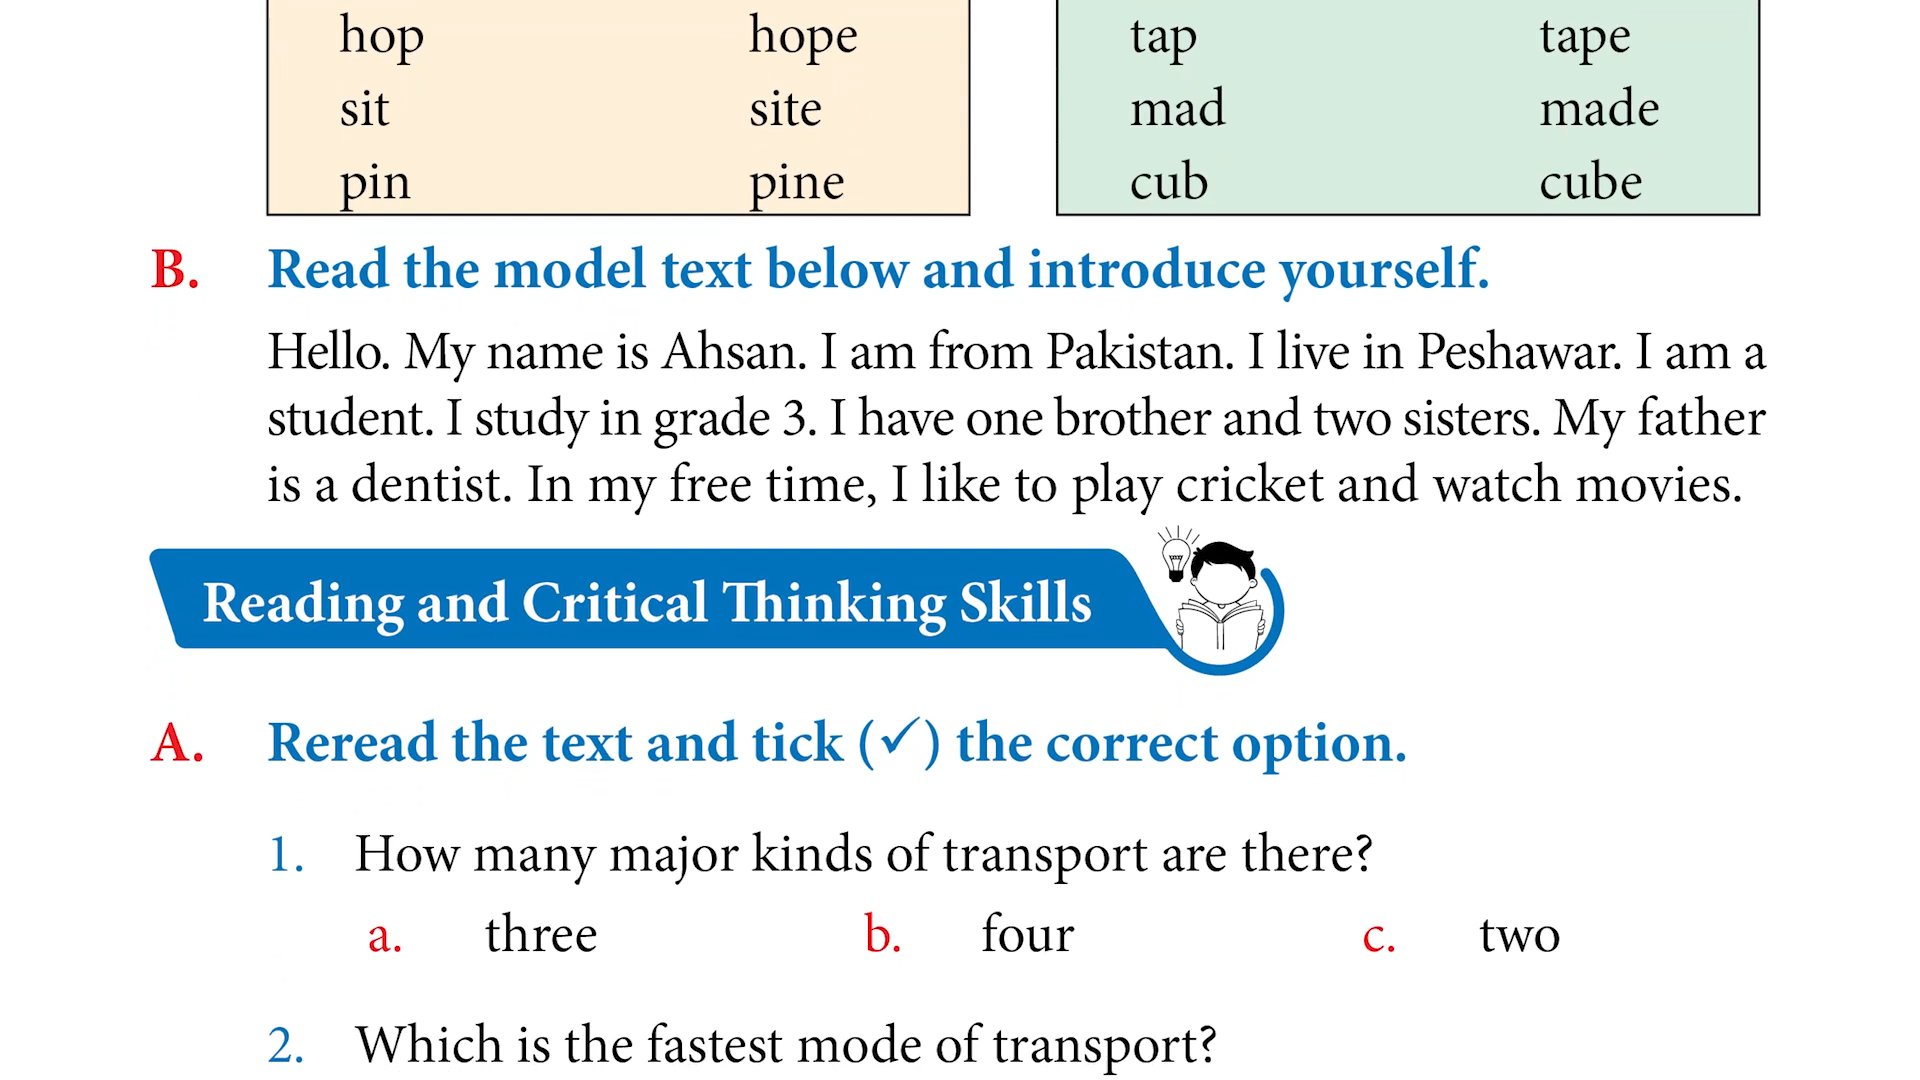 hop hope tap tape
sit site mad made
pin pine cub cube
B. Read the model text below and introduce yourself.
Hello. My name is Ahsan. I am from Pakistan. I live in Peshawar. I am a
student. I study in grade 3. I have one brother and two sisters. My father
is a dentist. In my free time, I like to play cricket and watch movies.
Reading and Critical Thinking Skills
A. Reread the text and tick (✓) the correct option.
1. How many major kinds of transport are there?
a. three b. four c. two
2. Which is the fastest mode of transport?